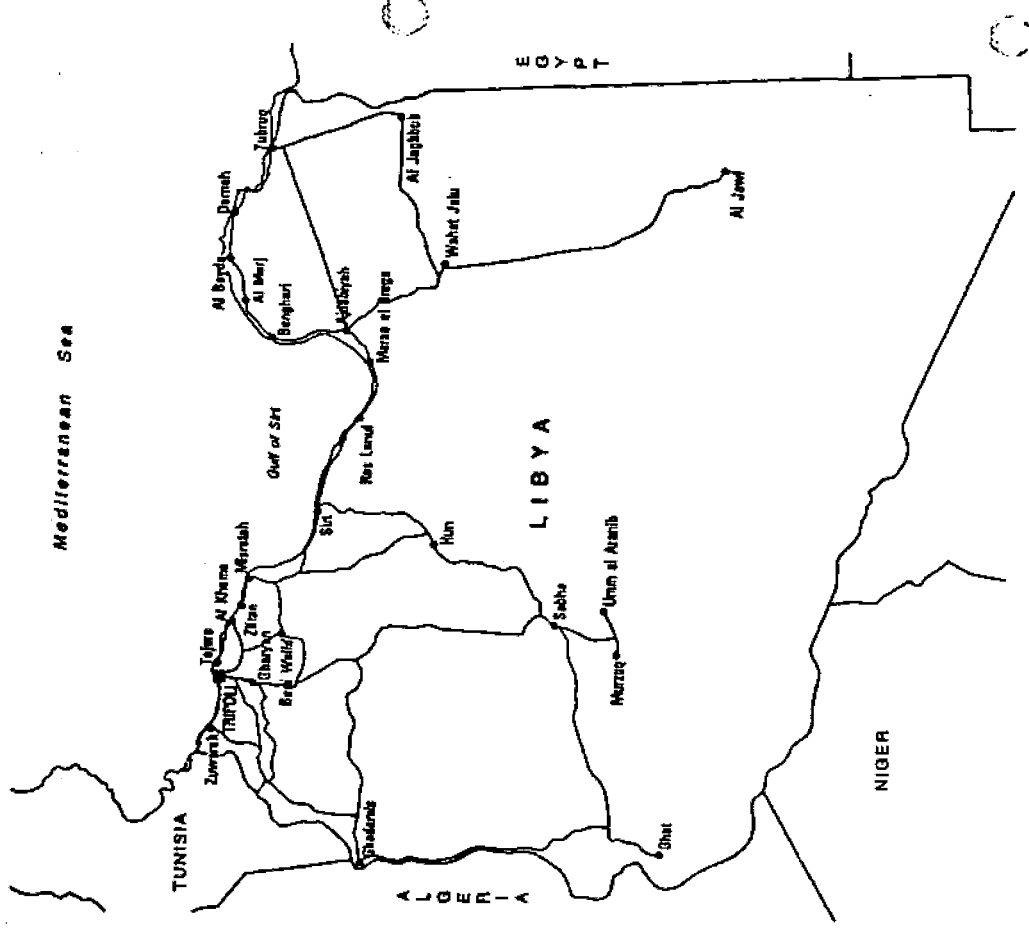 Mediterranean Sea
EGYPT
Tubruq
Darnah
Al Bayda
Al Marj
Benghazi
Ajdabiyah
Marsa el Brega
Al Jaghbub
Wahat Jalu
Al Jawf
Gulf of Sirt
Ras Lanuf
Sirt
LIBYA
Hun
Misratah
Al Khoms
Zlitan
Tajura
TRIPOLI
Gharyan
Beni Walid
Zuwarah
Sabha
Umm al Aranib
Murzuq
TUNISIA
Ghadamis
Ghat
ALGERIA
NIGER